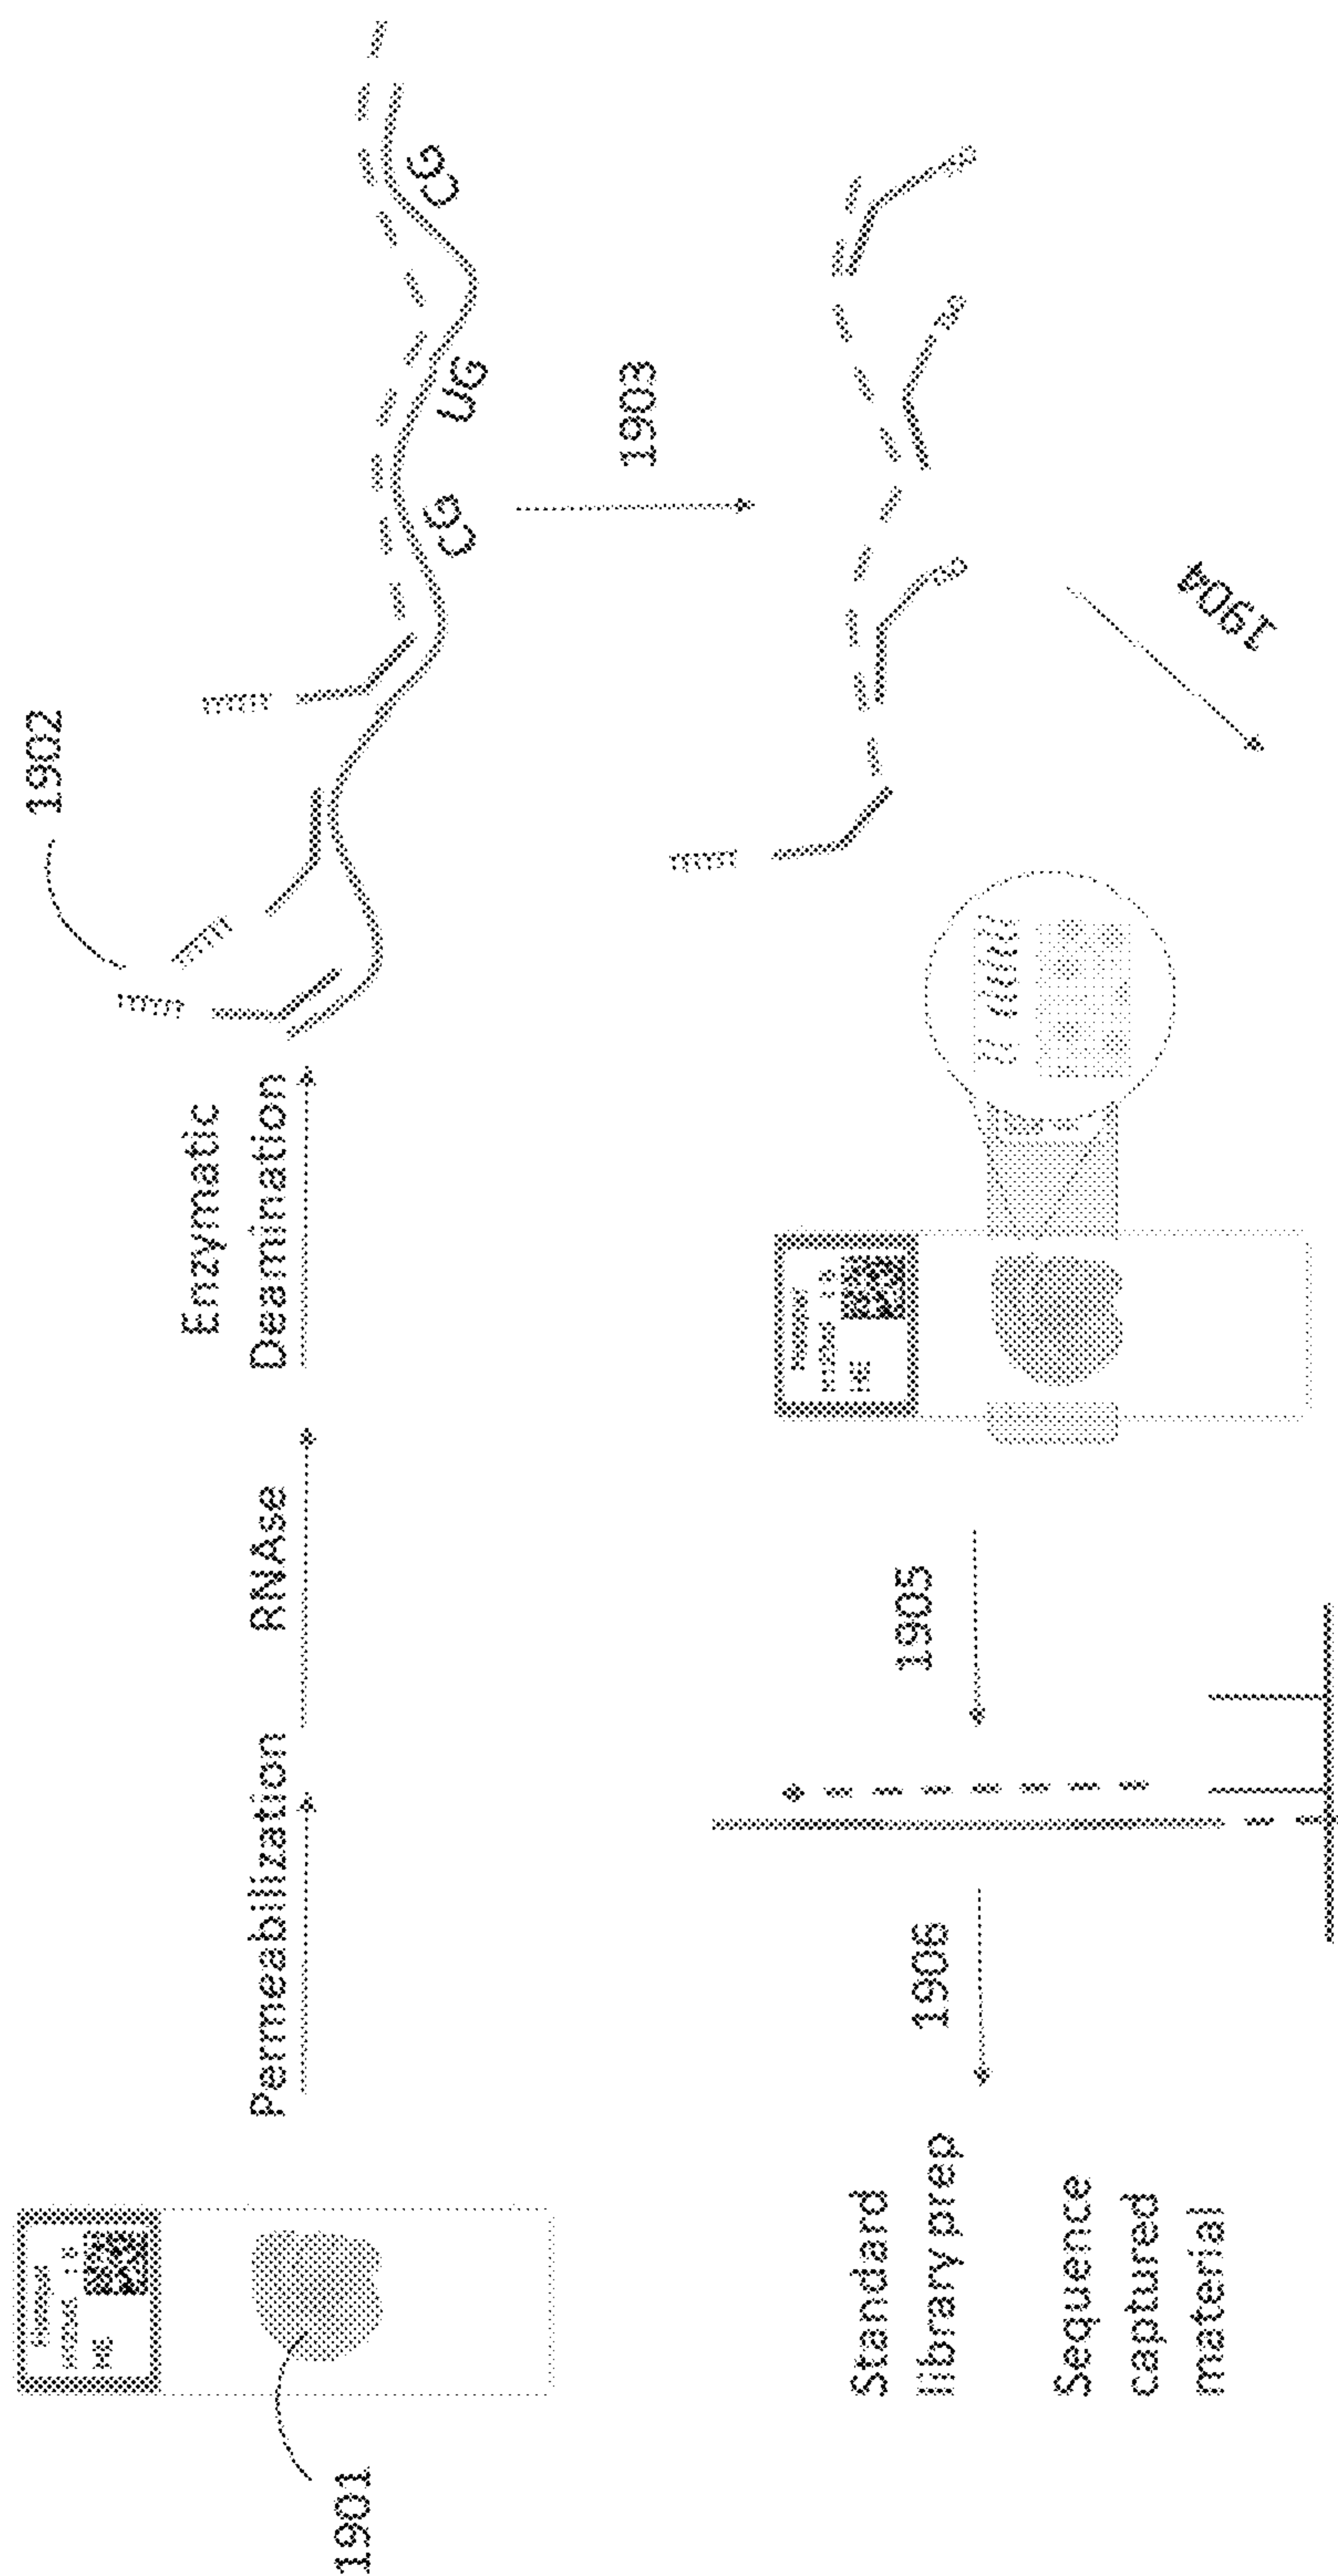 1901
Permeabilization
RNAse
Enzymatic
Deamination
1902
CG
UG
CG
1903
1904
1905
1906
Standard
library prep
Sequence
captured
material